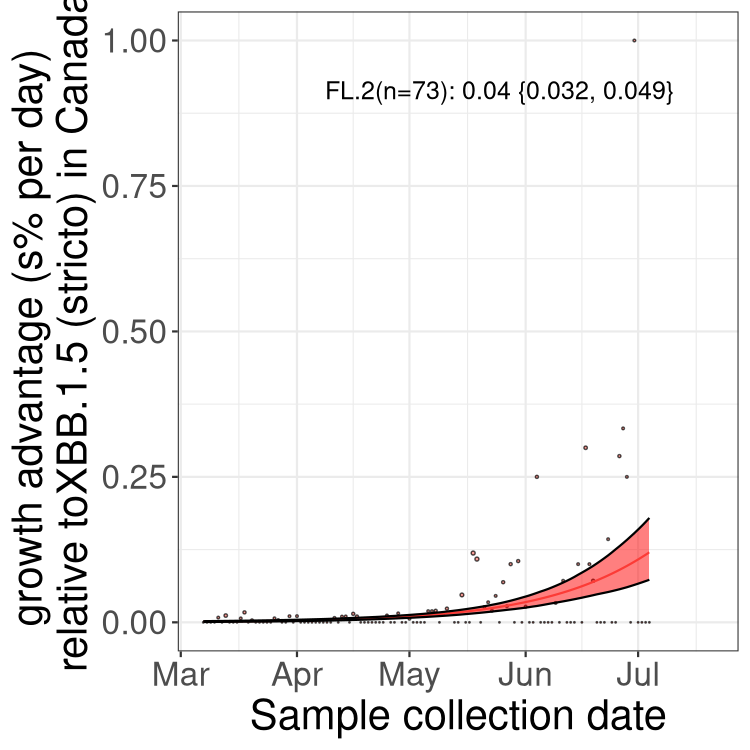 growth advantage (s% per day)
relative toXBB.1.5 (stricto) in Canada
1.00
0.75
0.50
0.25
0.00
FL.2(n=73): 0.04 {0.032, 0.049}
Mar Apr May Jun Jul
Sample collection date